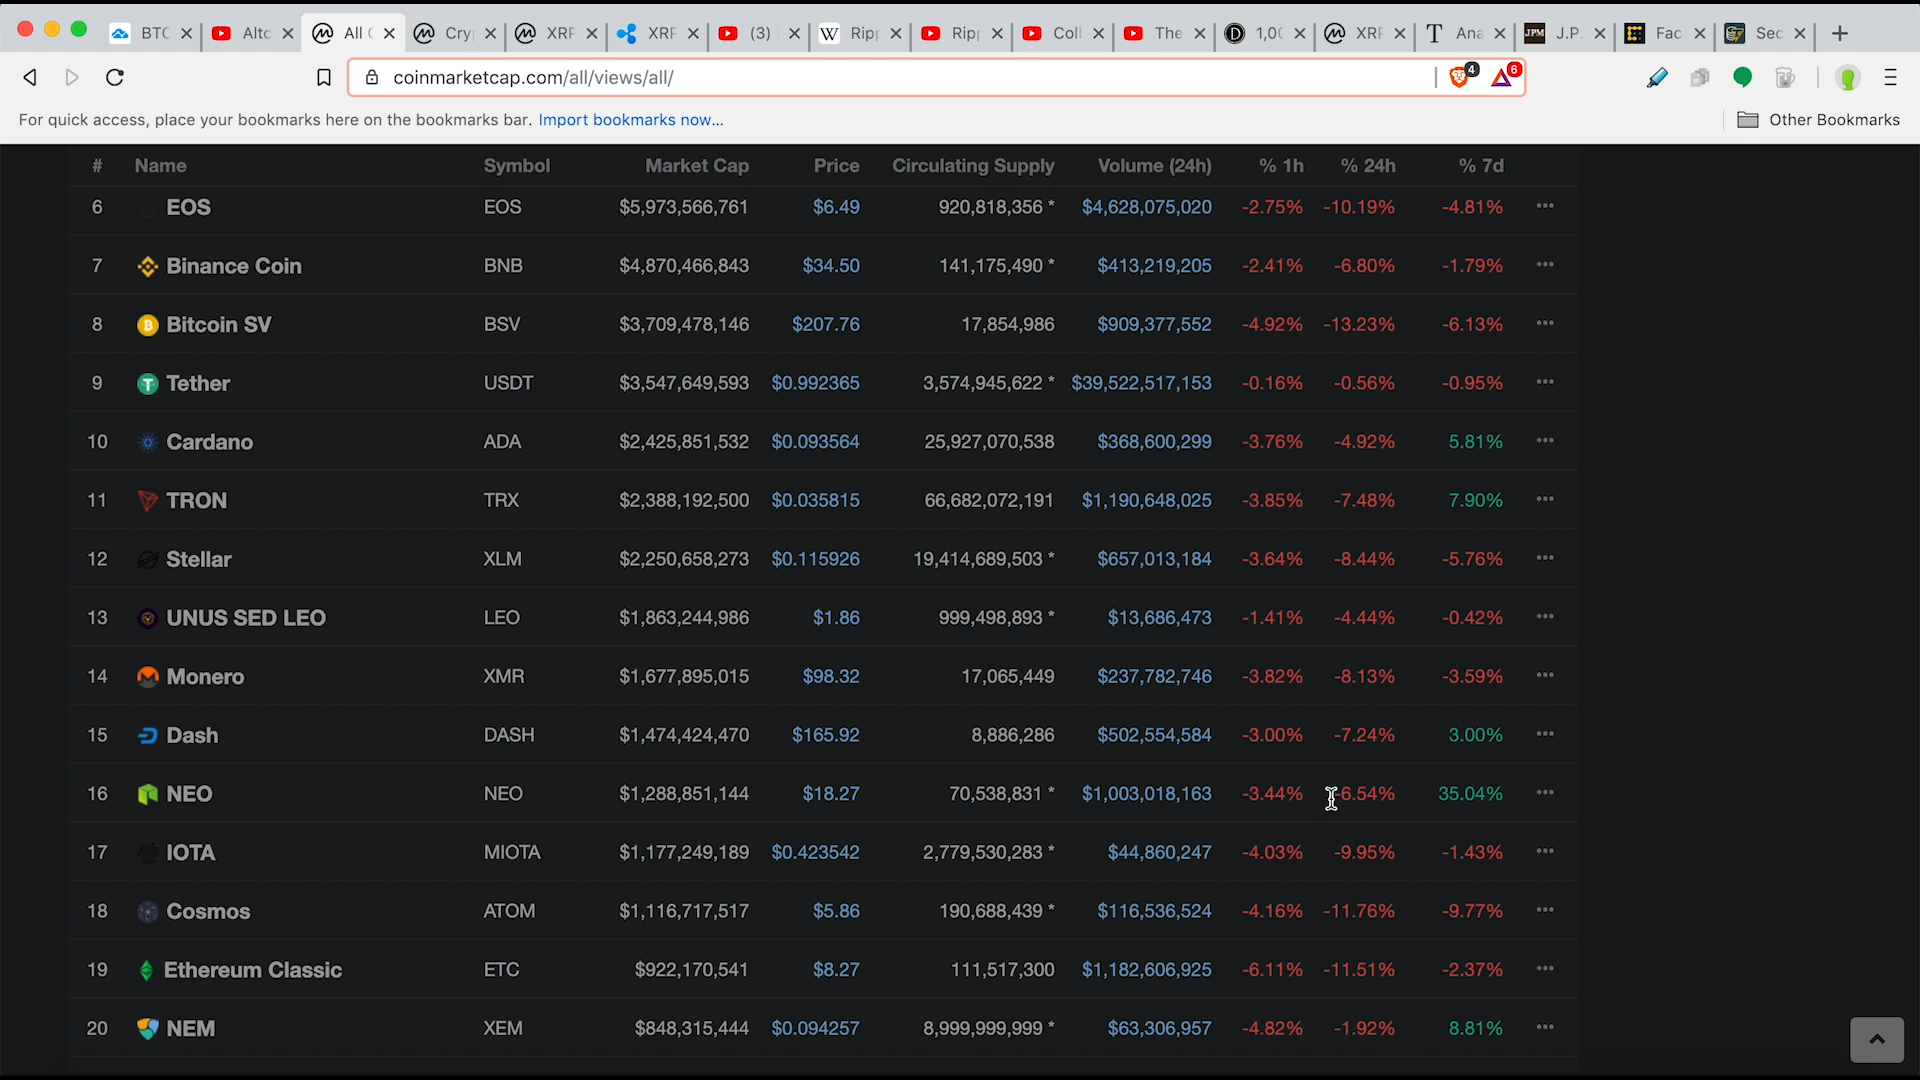 BTC Altc All C Cry XRF XRF (3) Rip Rip Coll The 1,00 XRF Ana J.P. Fac Sec
coinmarketcap.com/all/views/all/ 4 6
For quick access, place your bookmarks here on the bookmarks bar. Import bookmarks now... Other Bookmarks
# Name Symbol Market Cap Price Circulating Supply Volume (24h) % 1h % 24h % 7d
6 EOS EOS $5,973,566,761 $6.49 920,818,356 * $4,628,075,020 -2.75% -10.19% -4.81%
7 Binance Coin BNB $4,870,466,843 $34.50 141,175,490 * $413,219,205 -2.41% -6.80% -1.79%
8 Bitcoin SV BSV $3,709,478,146 $207.76 17,854,986 $909,377,552 -4.92% -13.23% -6.13%
9 Tether USDT $3,547,649,593 $0.992365 3,574,945,622 * $39,522,517,153 -0.16% -0.56% -0.95%
10 Cardano ADA $2,425,851,532 $0.093564 25,927,070,538 $368,600,299 -3.76% -4.92% 5.81%
11 TRON TRX $2,388,192,500 $0.035815 66,682,072,191 $1,190,648,025 -3.85% -7.48% 7.90%
12 Stellar XLM $2,250,658,273 $0.115926 19,414,689,503 * $657,013,184 -3.64% -8.44% -5.76%
13 UNUS SED LEO LEO $1,863,244,986 $1.86 999,498,893 * $13,686,473 -1.41% -4.44% -0.42%
14 Monero XMR $1,677,895,015 $98.32 17,065,449 $237,782,746 -3.82% -8.13% -3.59%
15 Dash DASH $1,474,424,470 $165.92 8,886,286 $502,554,584 -3.00% -7.24% 3.00%
16 NEO NEO $1,288,851,144 $18.27 70,538,831 * $1,003,018,163 -3.44% -6.54% 35.04%
17 IOTA MIOTA $1,177,249,189 $0.423542 2,779,530,283 * $44,860,247 -4.03% -9.95% -1.43%
18 Cosmos ATOM $1,116,717,517 $5.86 190,688,439 * $116,536,524 -4.16% -11.76% -9.77%
19 Ethereum Classic ETC $922,170,541 $8.27 111,517,300 $1,182,606,925 -6.11% -11.51% -2.37%
20 NEM XEM $848,315,444 $0.094257 8,999,999,999 * $63,306,957 -4.82% -1.92% 8.81%